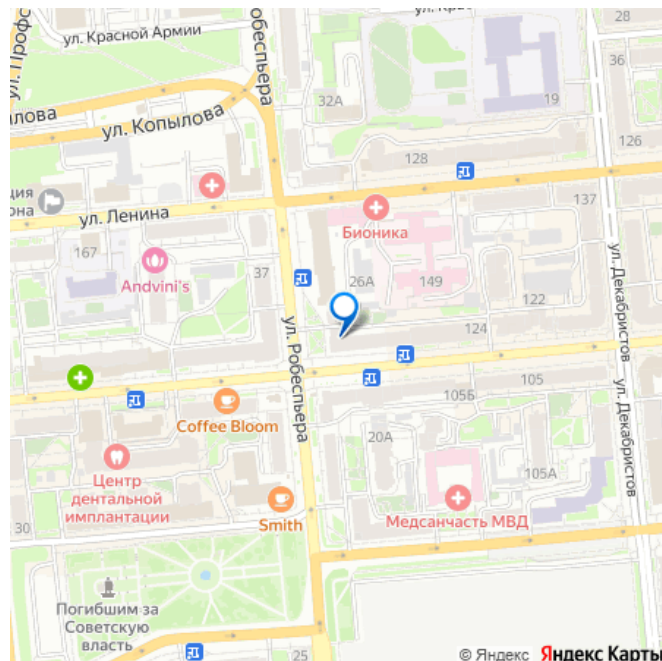 ул. Красной Армии
28
ул. Робеспьера
36
32А
19
ул. Копылова
126
128
ул. Ленина
137
Бионика
167
Andvini's
37
26А
149
122
124
ул. Декабристов
ул. Робеспьера
105
105Б
ул. Декабристов
Coffee Bloom
20А
Центр
дентальной
имплантации
105А
30
Smith
Медсанчасть МВД
Погибшим за
Советскую
власть
25
© Яндекс Яндекс Карты